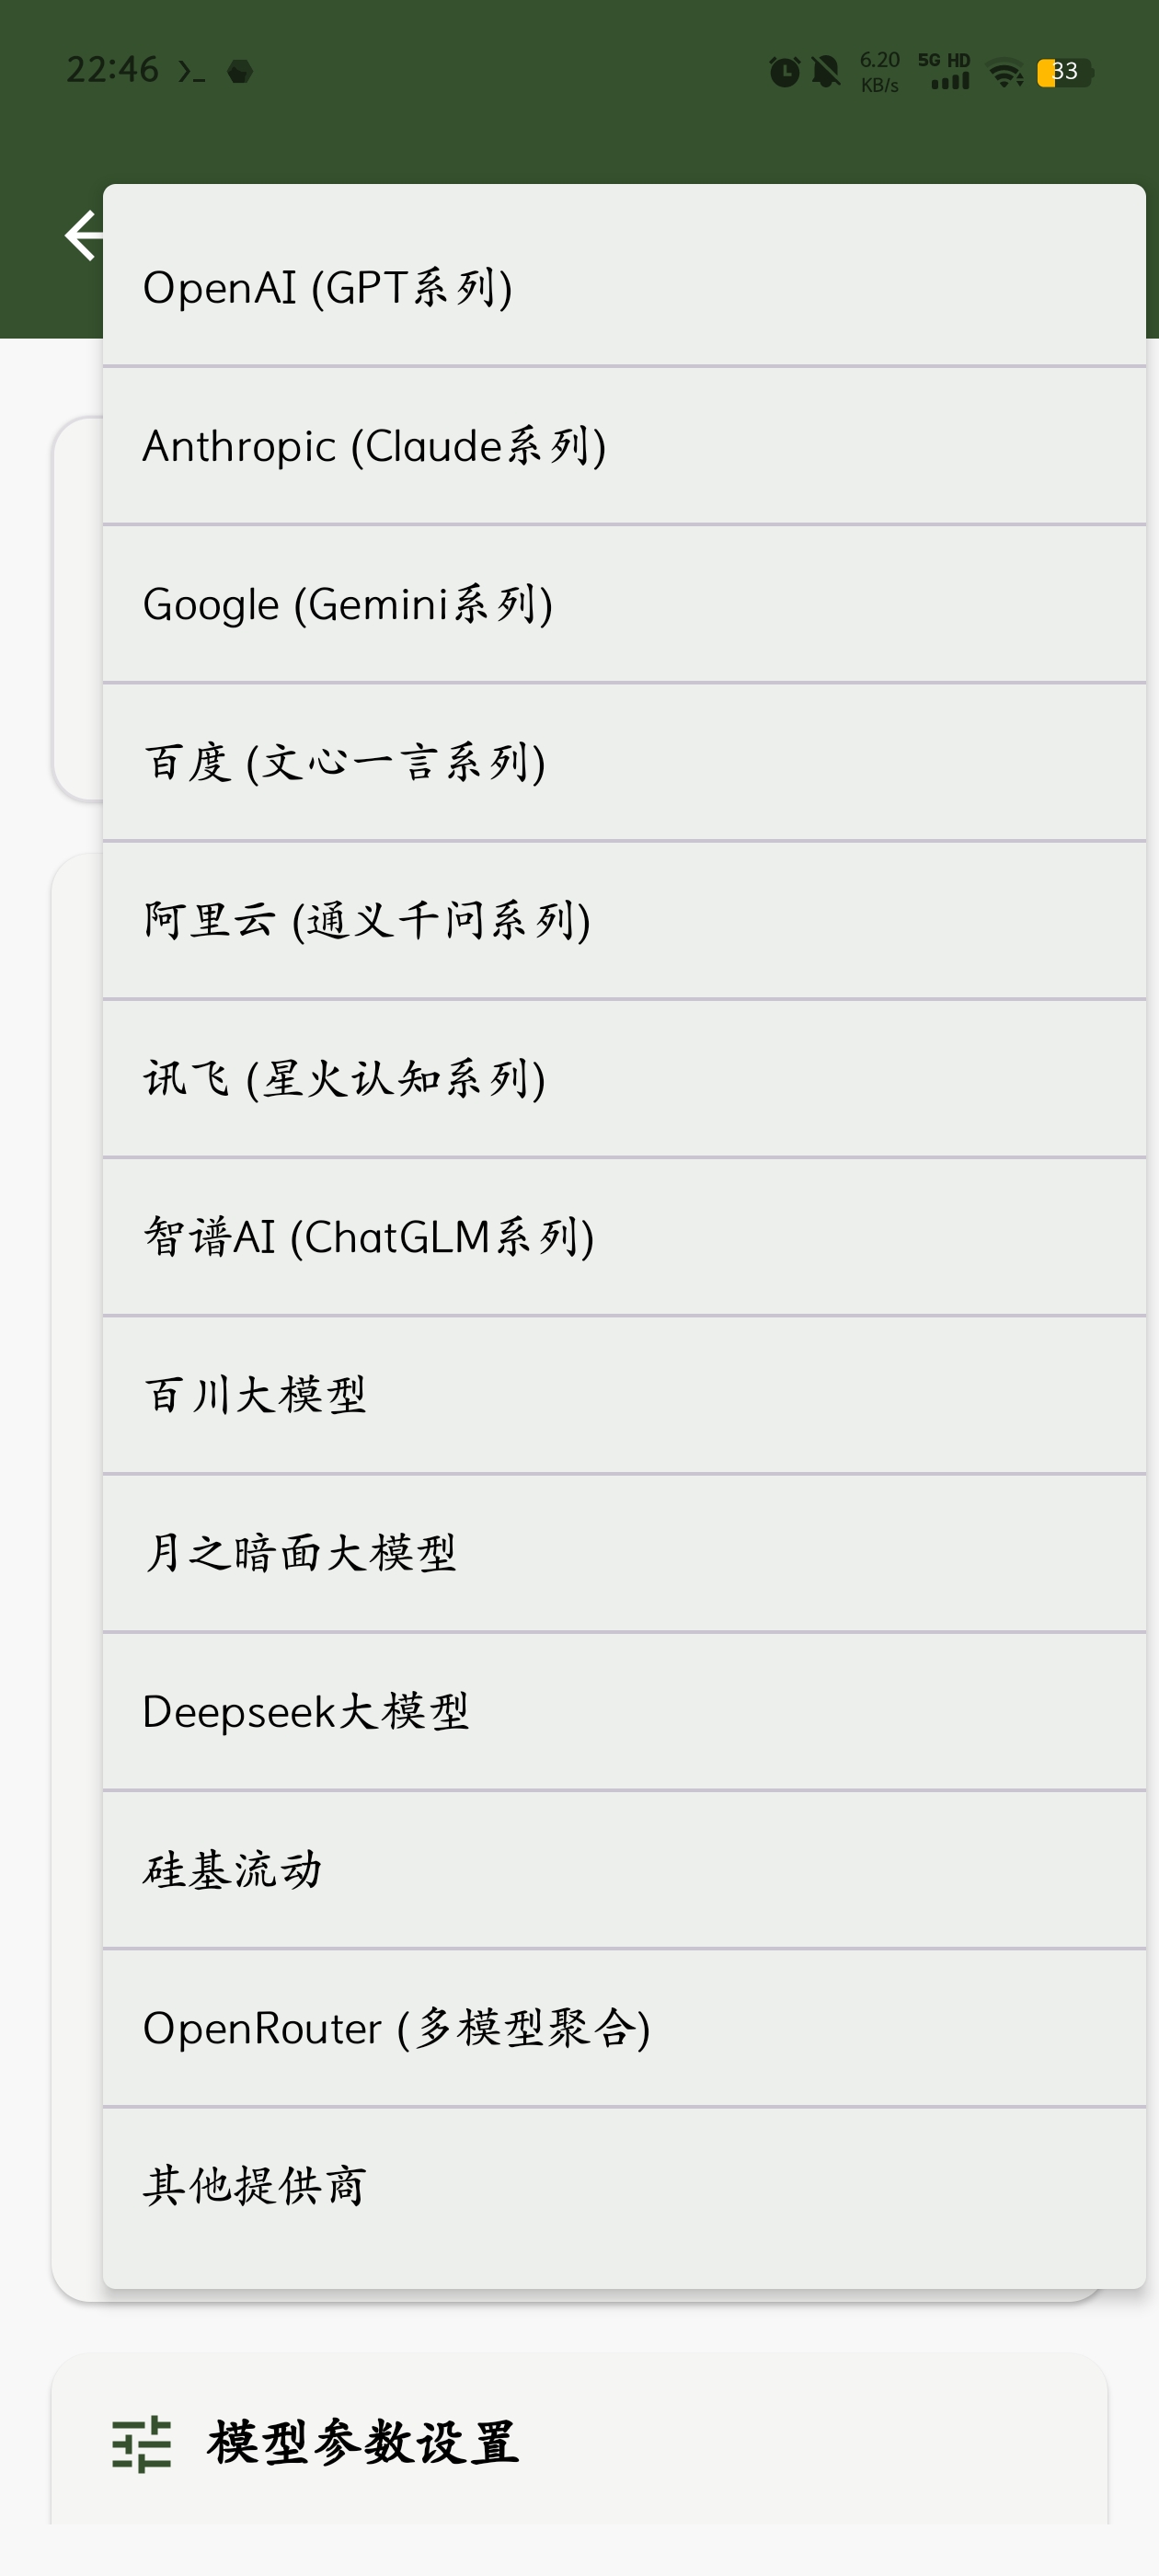 22:46
6.20 KB/s
5G HD
33
OpenAI (GPT系列)
Anthropic (Claude系列)
Google (Gemini系列)
百度 (文心一言系列)
阿里云 (通义千问系列)
讯飞 (星火认知系列)
智谱AI (ChatGLM系列)
百川大模型
月之暗面大模型
Deepseek大模型
硅基流动
OpenRouter (多模型聚合)
其他提供商
模型参数设置